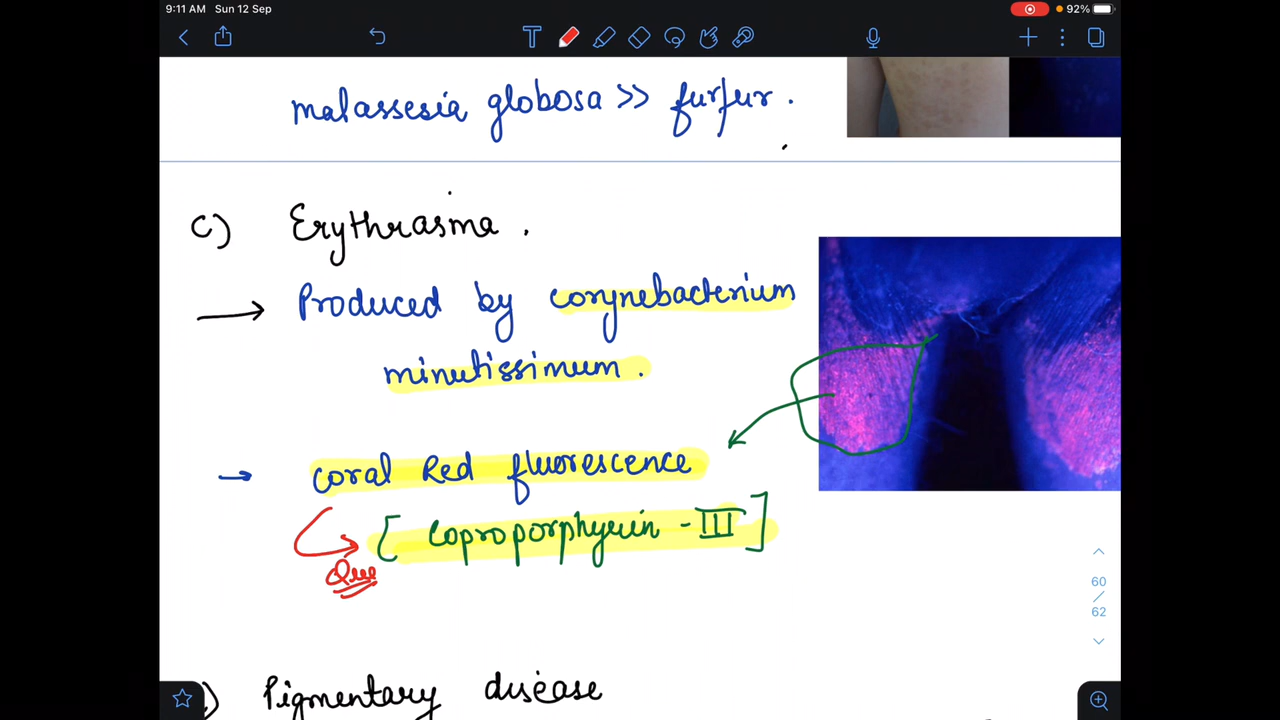 9:11 AM Sun 12 Sep
92%
T
malassesia globosa >> furfur.
c) Erythrasma.
→ Produced by corynebacterium
minutissimum.
→ coral Red fluorescence
[coproporphyrin - III]
Que
60
/
62
) Pigmentary disease